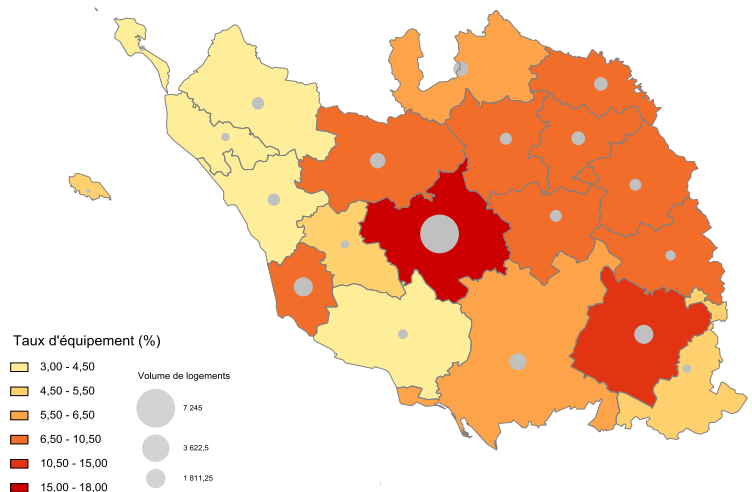 Taux d'équipement (%)
3,00 - 4,50
4,50 - 5,50
5,50 - 6,50
6,50 - 10,50
10,50 - 15,00
15,00 - 18,00
Volume de logements
7 245
3 622,5
1 811,25